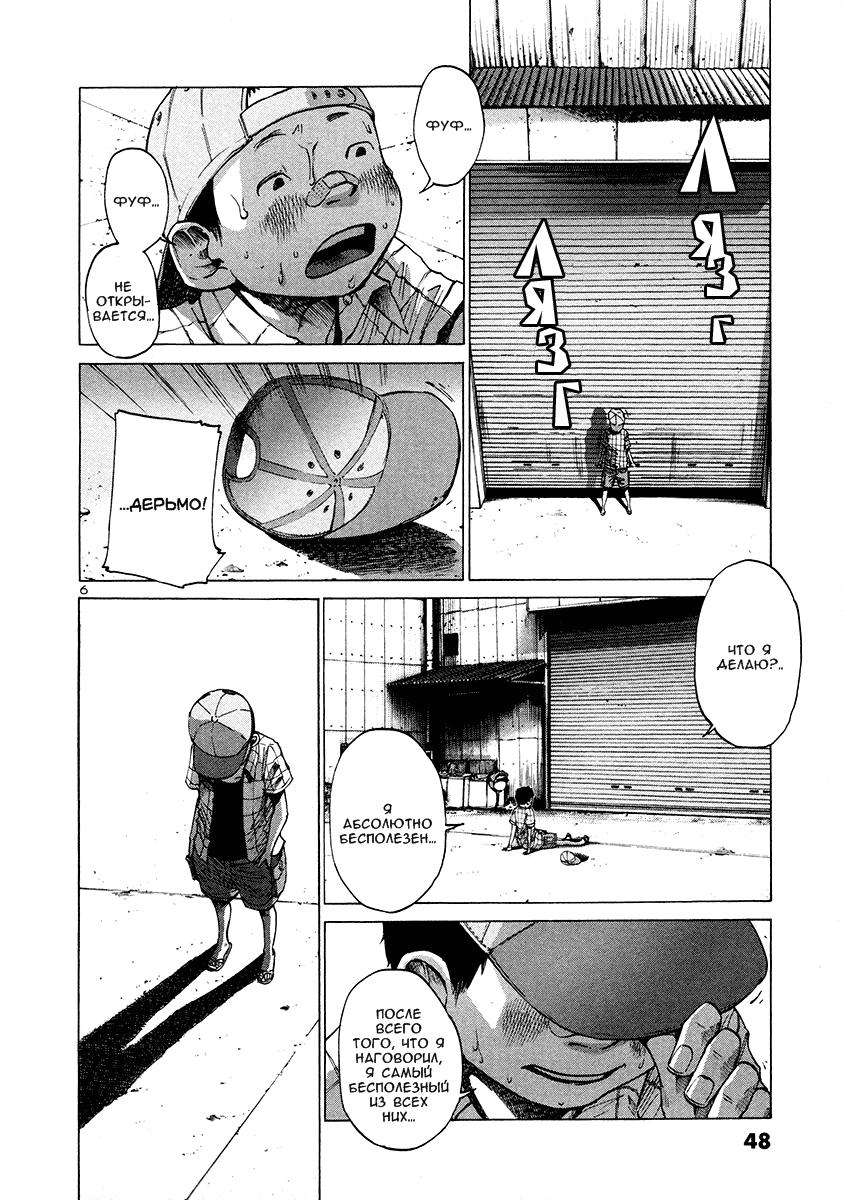 ЛЯЗГ
ЛЯЗГ
ФУФ...
ФУФ...
НЕ
ОТКРЫ-
ВАЕТСЯ...
...ДЕРЬМО!
6
ЧТО Я
ДЕЛАЮ?..
Я
АБСОЛЮТНО
БЕСПОЛЕЗЕН...
ПОСЛЕ
ВСЕГО
ТОГО, ЧТО Я
НАГОВОРИЛ,
Я САМЫЙ
БЕСПОЛЕЗНЫЙ
ИЗ ВСЕХ
НИХ...
48